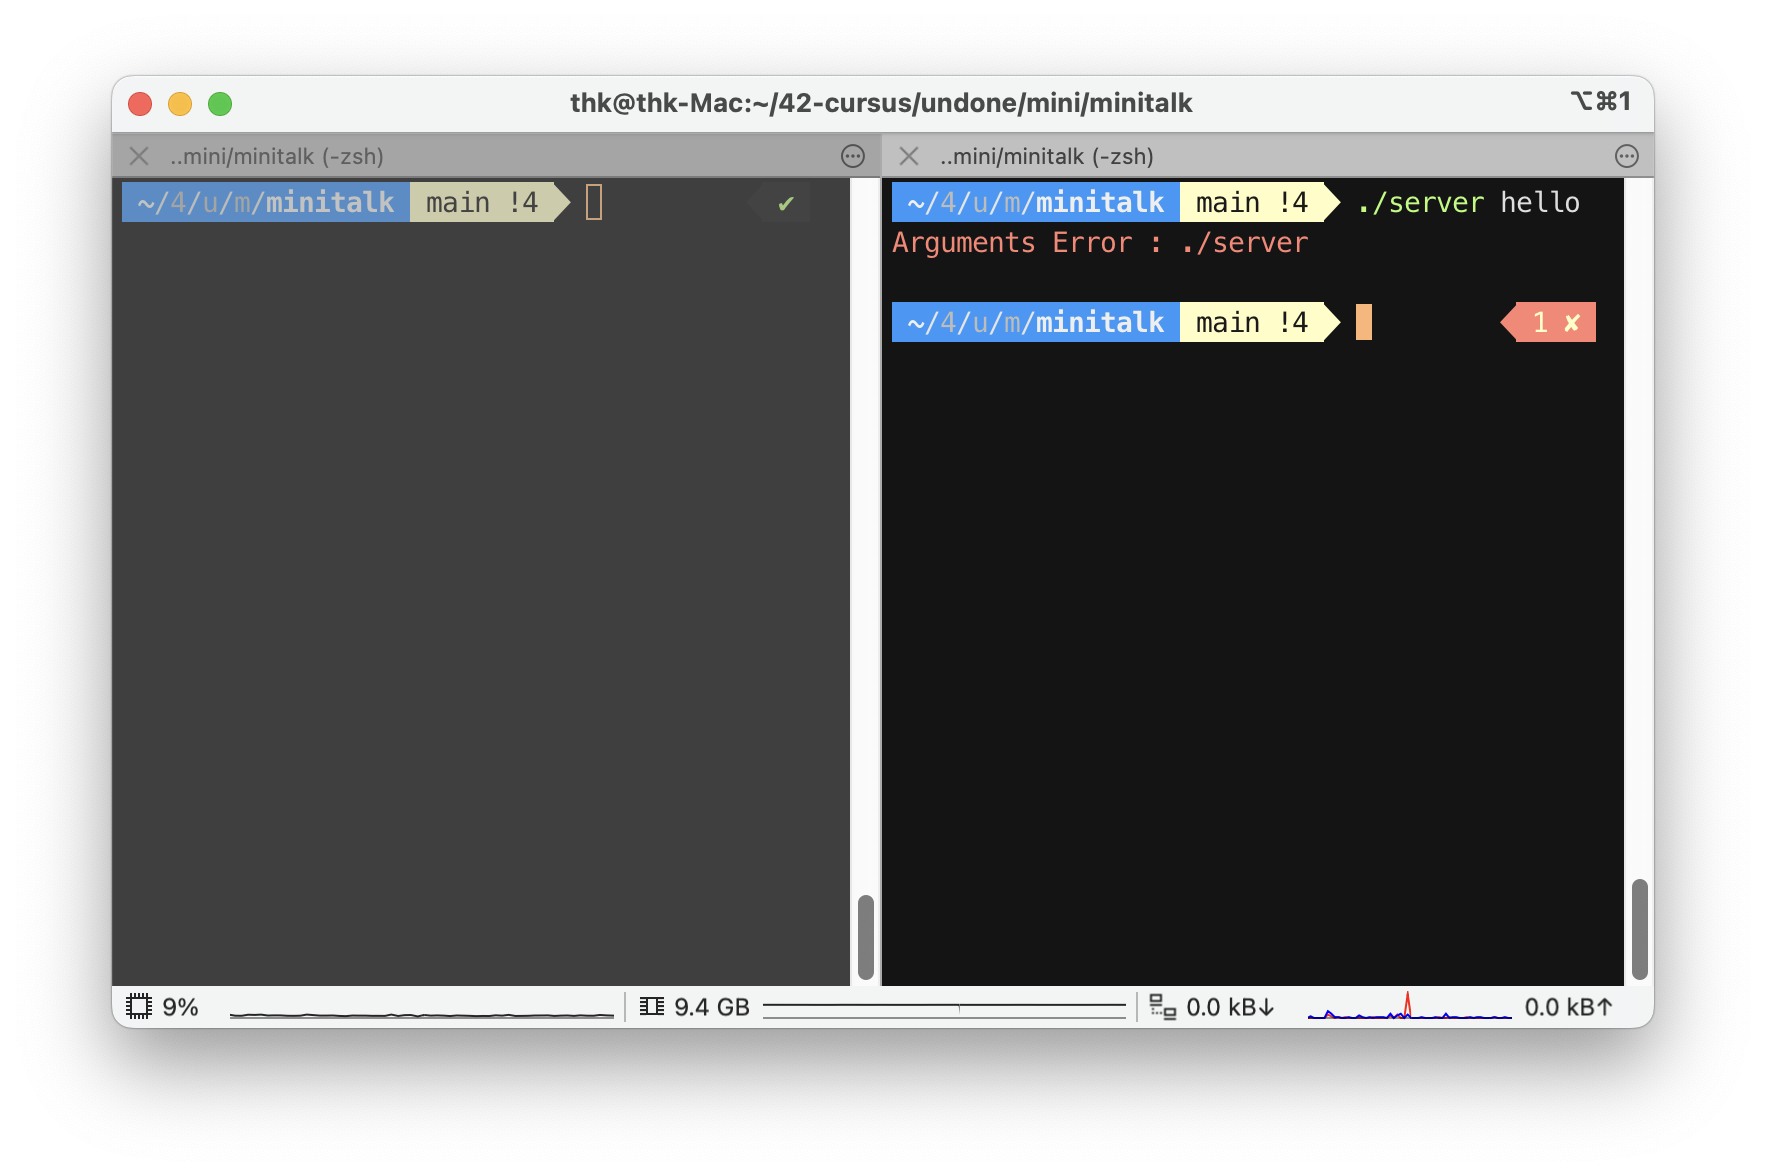 thk@thk-Mac:~/42-cursus/undone/mini/minitalk
⌥⌘1
..mini/minitalk (-zsh)
~/4/u/m/minitalk main !4 ✔
..mini/minitalk (-zsh)
~/4/u/m/minitalk main !4 ./server hello
Arguments Error : ./server
~/4/u/m/minitalk main !4 1 ✘
9% 9.4 GB 0.0 kB↓ 0.0 kB↑